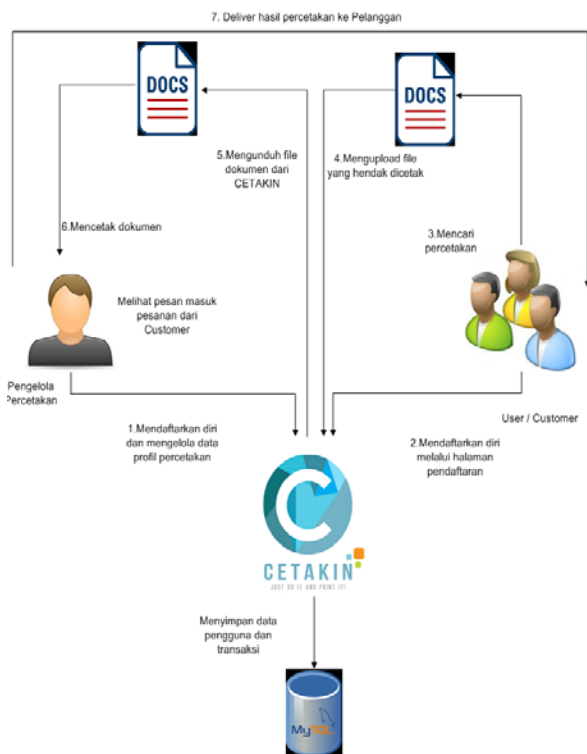 7. Deliver hasil percetakan ke Pelanggan
DOCS
DOCS
5.Mengunduh file
dokumen dari
CETAKIN
4.Mengupload file
yang hendak dicetak
6.Mencetak dokumen
3.Mencari
percetakan
Melihat pesan masuk
pesanan dari
Customer
Pengelola
Percetakan
User / Customer
1.Mendaftarkan diri
dan mengelola data
profil percetakan
2.Mendaftarkan diri
melalui halaman
pendaftaran
C
CETAKIN
JUST DO IT AND PRINT IT!
Menyimpan data
pengguna dan
transaksi
MySQL